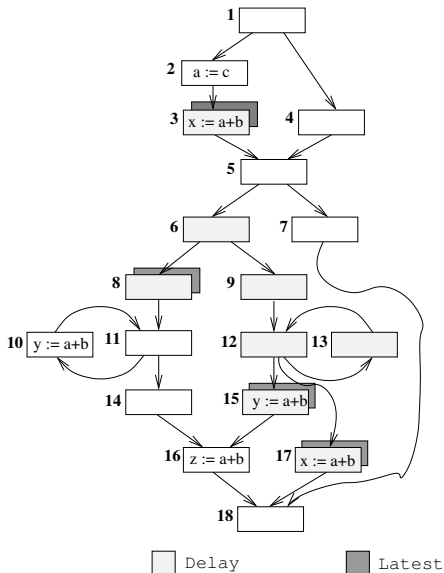 1
2 a := c
3 x := a+b 4
5
6 7
8 9
10 y := a+b 11 12 13
14 15 y := a+b
16 z := a+b 17 x := a+b
18
Delay Latest